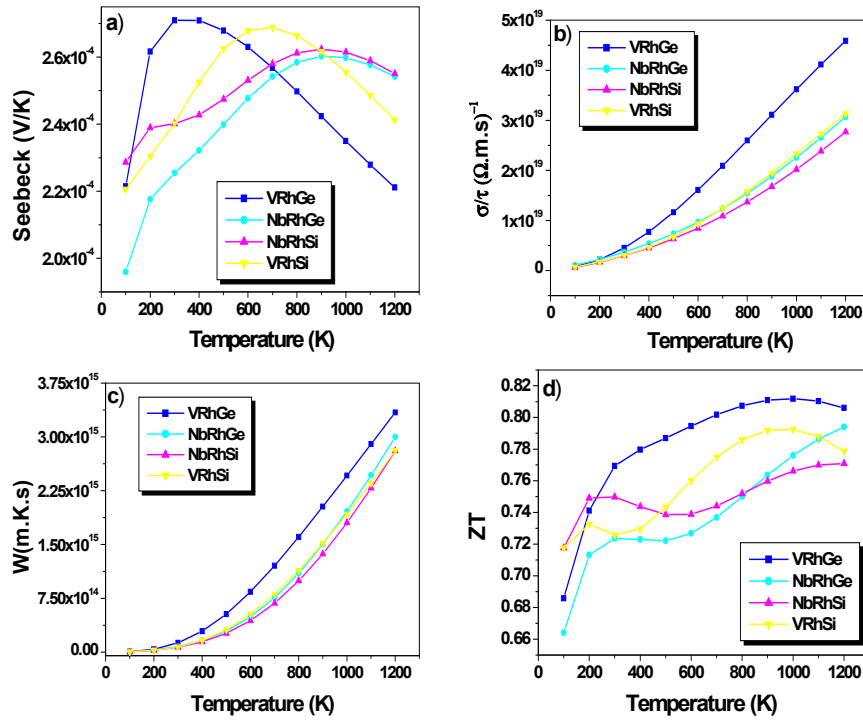 a)
2.6x10⁻⁴
2.4x10⁻⁴
2.2x10⁻⁴
2.0x10⁻⁴
Seebeck (V/K)
VRhGe
NbRhGe
NbRhSi
VRhSi
200 400 600 800 1000 1200
Temperature (K)
b)
5x10¹⁹
4x10¹⁹
3x10¹⁹
2x10¹⁹
1x10¹⁹
0
σ/τ (Ω.m.s)⁻¹
VRhGe
NbRhGe
NbRhSi
VRhSi
0 200 400 600 800 1000 1200
Temperature (K)
c)
3.75x10¹⁵
3.00x10¹⁵
2.25x10¹⁵
1.50x10¹⁵
7.50x10¹⁴
0.00
W(m.K.s)
VRhGe
NbRhGe
NbRhSi
VRhSi
0 200 400 600 800 1000 1200
Temperature (K)
d)
0.82
0.80
0.78
0.76
0.74
0.72
0.70
0.68
0.66
ZT
VRhGe
NbRhGe
NbRhSi
VRhSi
0 200 400 600 800 1000 1200
Temperature (K)